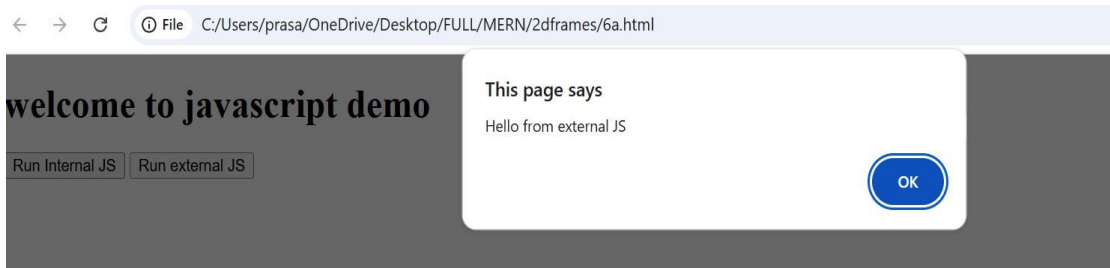 File C:/Users/prasa/OneDrive/Desktop/FULL/MERN/2dframes/6a.html
welcome to javascript demo
Run Internal JS Run external JS
This page says
Hello from external JS
OK